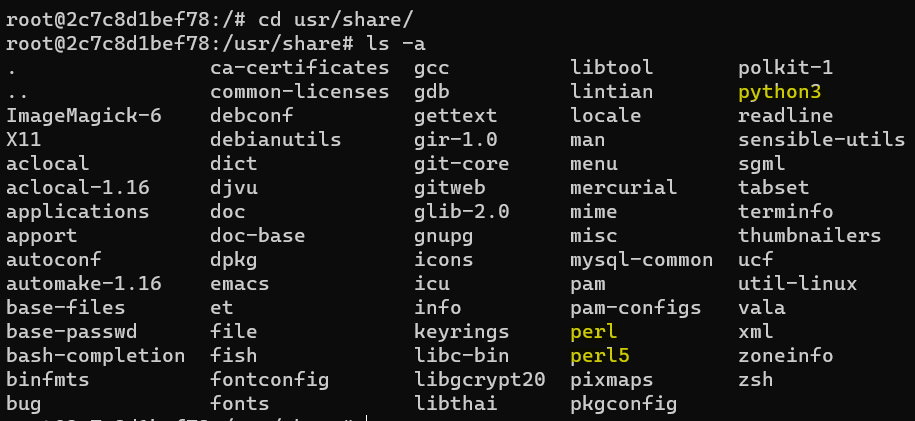 root@2c7c8d1bef78:/# cd usr/share/
root@2c7c8d1bef78:/usr/share# ls -a
. ca-certificates gcc libtool polkit-1
.. common-licenses gdb lintian python3
ImageMagick-6 debconf gettext locale readline
X11 debianutils gir-1.0 man sensible-utils
aclocal dict git-core menu sgml
aclocal-1.16 djvu gitweb mercurial tabset
applications doc glib-2.0 mime terminfo
apport doc-base gnupg misc thumbnailers
autoconf dpkg icons mysql-common ucf
automake-1.16 emacs icu pam util-linux
base-files et info pam-configs vala
base-passwd file keyrings perl xml
bash-completion fish libc-bin perl5 zoneinfo
binfmts fontconfig libgcrypt20 pixmaps zsh
bug fonts libthai pkgconfig
root@2c7c8d1bef78:/usr/share#